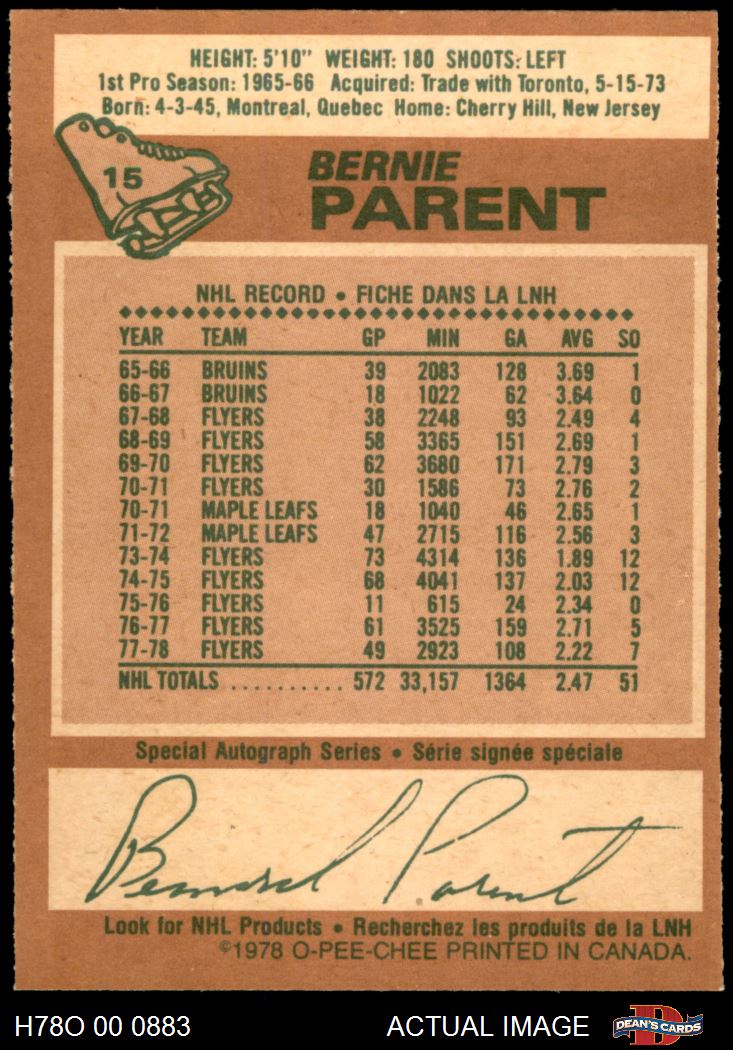 HEIGHT: 5'10" WEIGHT: 180 SHOOTS: LEFT
1st Pro Season: 1965-66 Acquired: Trade with Toronto, 5-15-73
Born: 4-3-45, Montreal, Quebec Home: Cherry Hill, New Jersey
15
BERNIE
PARENT
NHL RECORD • FICHE DANS LA LNH
YEAR TEAM GP MIN GA AVG SO
65-66 BRUINS 39 2083 128 3.69 1
66-67 BRUINS 18 1022 62 3.64 0
67-68 FLYERS 38 2248 93 2.49 4
68-69 FLYERS 58 3365 151 2.69 1
69-70 FLYERS 62 3680 171 2.79 3
70-71 FLYERS 30 1586 73 2.76 2
70-71 MAPLE LEAFS 18 1040 46 2.65 1
71-72 MAPLE LEAFS 47 2715 116 2.56 3
73-74 FLYERS 73 4314 136 1.89 12
74-75 FLYERS 68 4041 137 2.03 12
75-76 FLYERS 11 615 24 2.34 0
76-77 FLYERS 61 3525 159 2.71 5
77-78 FLYERS 49 2923 108 2.22 7
NHL TOTALS .......... 572 33,157 1364 2.47 51
Special Autograph Series • Série signée spéciale
Bernard Parent
Look for NHL Products • Recherchez les produits de la LNH
©1978 O-PEE-CHEE PRINTED IN CANADA.
H78O 00 0883 ACTUAL IMAGE DEAN'S CARDS